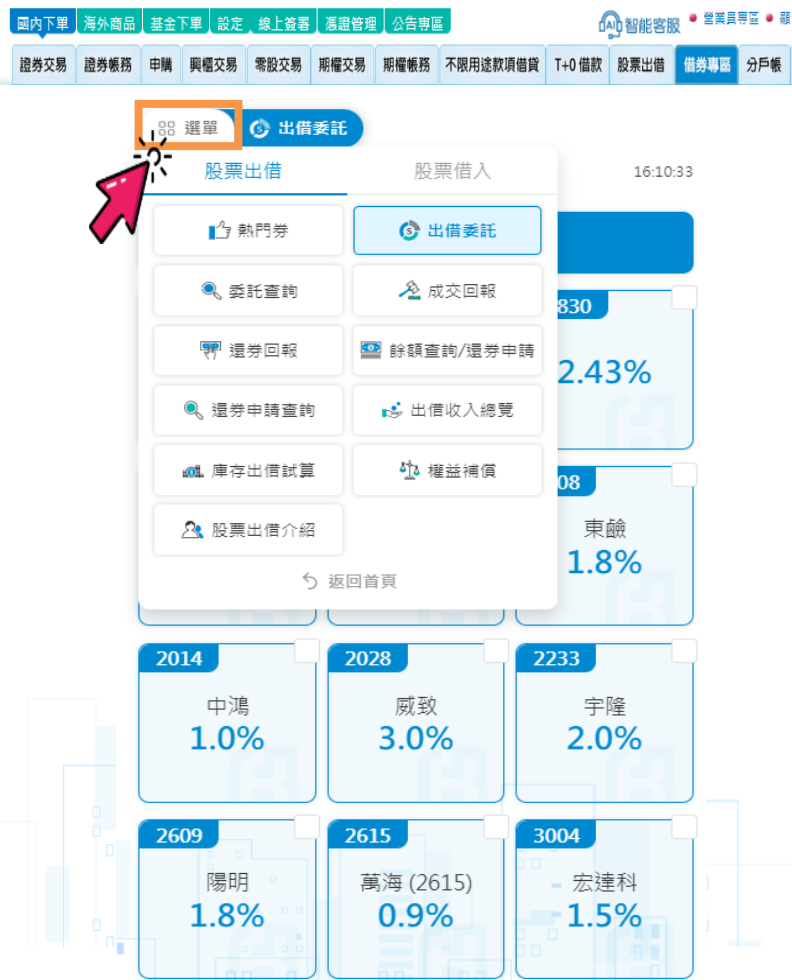 國內下單 海外商品 基金下單 設定 線上簽署 憑證管理 公告專區 AI 智能客服 營業員專區
證券交易 證券帳務 申購 興櫃交易 零股交易 期權交易 期權帳務 不限用途款項借貸 T+0 借款 股票出借 借券專區 分戶帳
選單 出借委託
股票出借 股票借入 16:10:33
熱門券 出借委託
委託查詢 成交回報
830
還券回報 餘額查詢/還券申請
2.43%
還券申請查詢 出借收入總覽
庫存出借試算 權益補償
08
股票出借介紹 東鹼
1.8%
返回首頁
2014 2028 2233
中鴻 威致 宇隆
1.0% 3.0% 2.0%
2609 2615 3004
陽明 萬海 (2615) 宏達科
1.8% 0.9% 1.5%